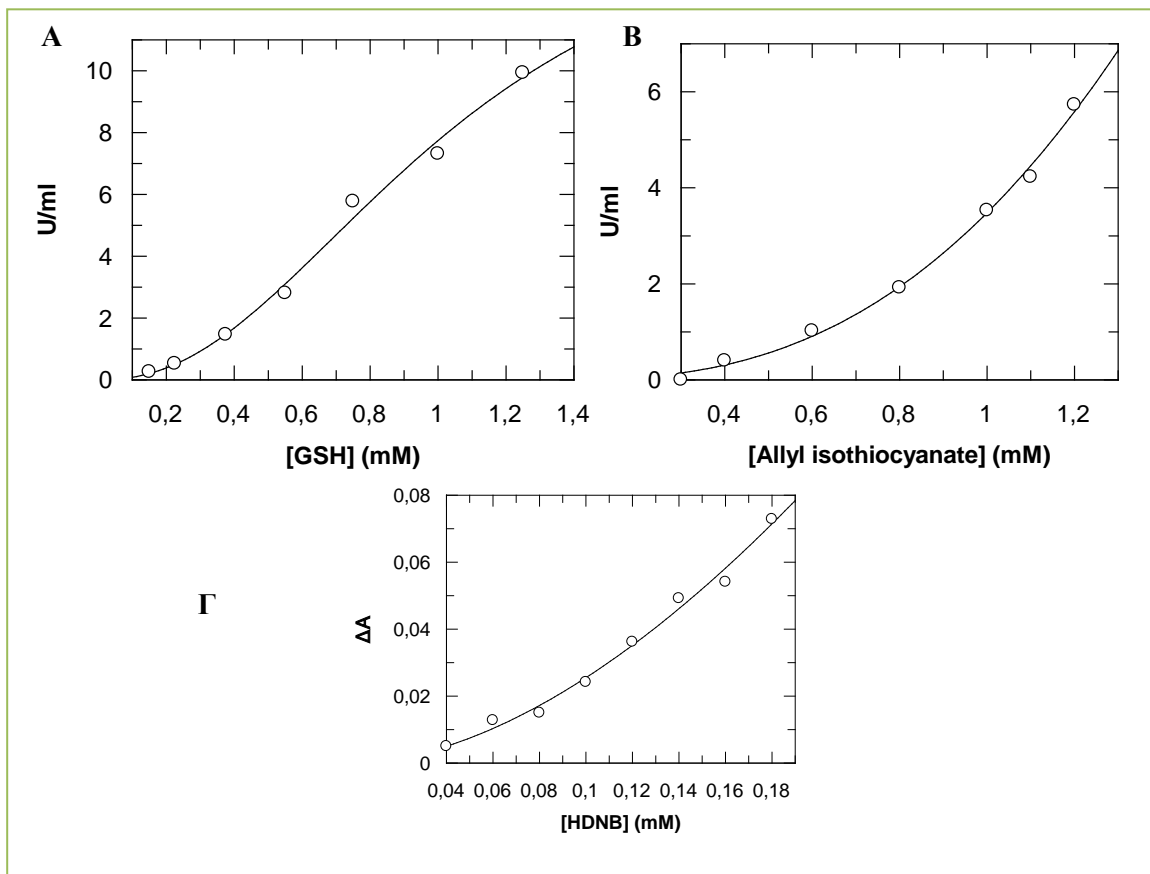 Α
10
8
6
4
2
0
U/ml
0,2 0,4 0,6 0,8 1 1,2 1,4
[GSH] (mM)
Β
6
4
2
0
U/ml
0,4 0,6 0,8 1 1,2
[Allyl isothiocyanate] (mM)
Γ
0,08
0,06
0,04
0,02
0
ΔA
0,04 0,06 0,08 0,1 0,12 0,14 0,16 0,18
[HDNB] (mM)